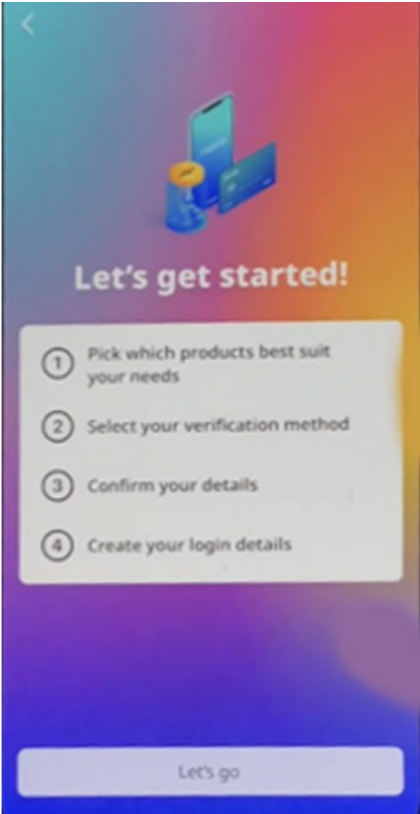 Let's get started!
1 Pick which products best suit
your needs
2 Select your verification method
3 Confirm your details
4 Create your login details
Let's go